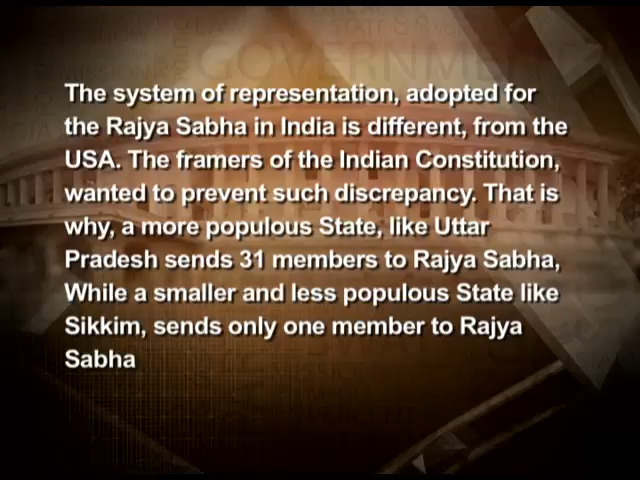 GOVERNMENT
The system of representation, adopted for
the Rajya Sabha in India is different, from the
USA. The framers of the Indian Constitution,
wanted to prevent such discrepancy. That is
why, a more populous State, like Uttar
Pradesh sends 31 members to Rajya Sabha,
While a smaller and less populous State like
Sikkim, sends only one member to Rajya
Sabha